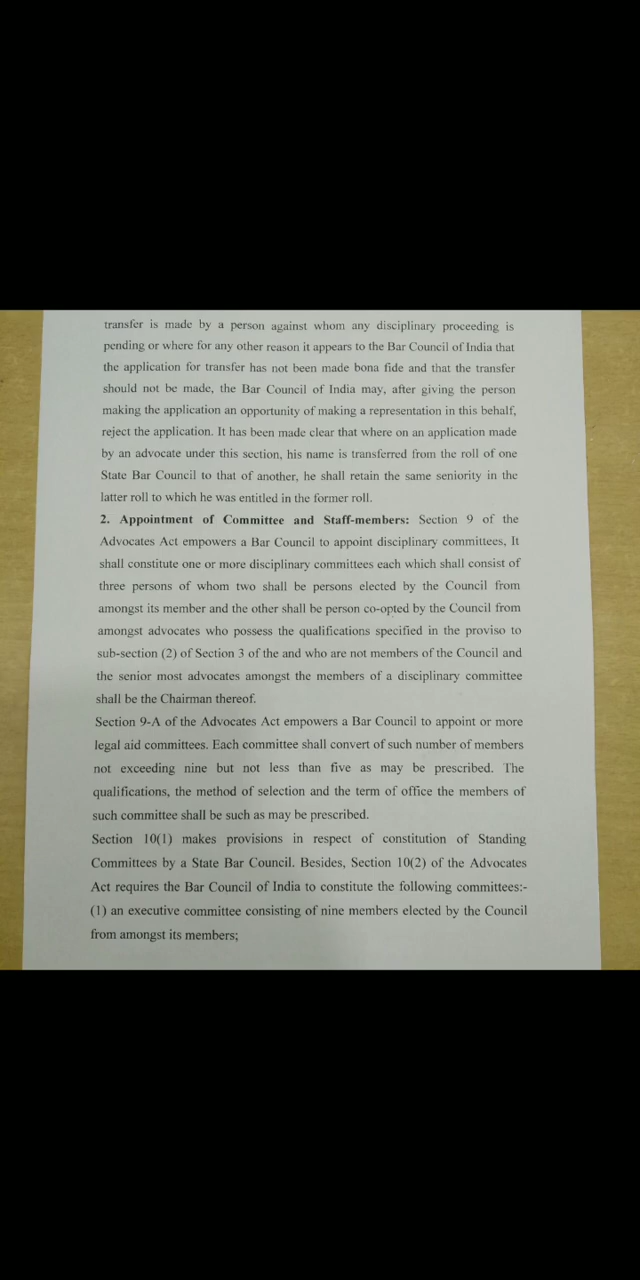 transfer is made by a person against whom any disciplinary proceeding is
pending or where for any other reason it appears to the Bar Council of India that
the application for transfer has not been made bona fide and that the transfer
should not be made, the Bar Council of India may, after giving the person
making the application an opportunity of making a representation in this behalf,
reject the application. It has been made clear that where on an application made
by an advocate under this section, his name is transferred from the roll of one
State Bar Council to that of another, he shall retain the same seniority in the
latter roll to which he was entitled in the former roll.
2. Appointment of Committee and Staff-members: Section 9 of the
Advocates Act empowers a Bar Council to appoint disciplinary committees, It
shall constitute one or more disciplinary committees each which shall consist of
three persons of whom two shall be persons elected by the Council from
amongst its member and the other shall be person co-opted by the Council from
amongst advocates who possess the qualifications specified in the proviso to
sub-section (2) of Section 3 of the and who are not members of the Council and
the senior most advocates amongst the members of a disciplinary committee
shall be the Chairman thereof.
Section 9-A of the Advocates Act empowers a Bar Council to appoint or more
legal aid committees. Each committee shall convert of such number of members
not exceeding nine but not less than five as may be prescribed. The
qualifications, the method of selection and the term of office the members of
such committee shall be such as may be prescribed.
Section 10(1) makes provisions in respect of constitution of Standing
Committees by a State Bar Council. Besides, Section 10(2) of the Advocates
Act requires the Bar Council of India to constitute the following committees:-
(1) an executive committee consisting of nine members elected by the Council
from amongst its members;